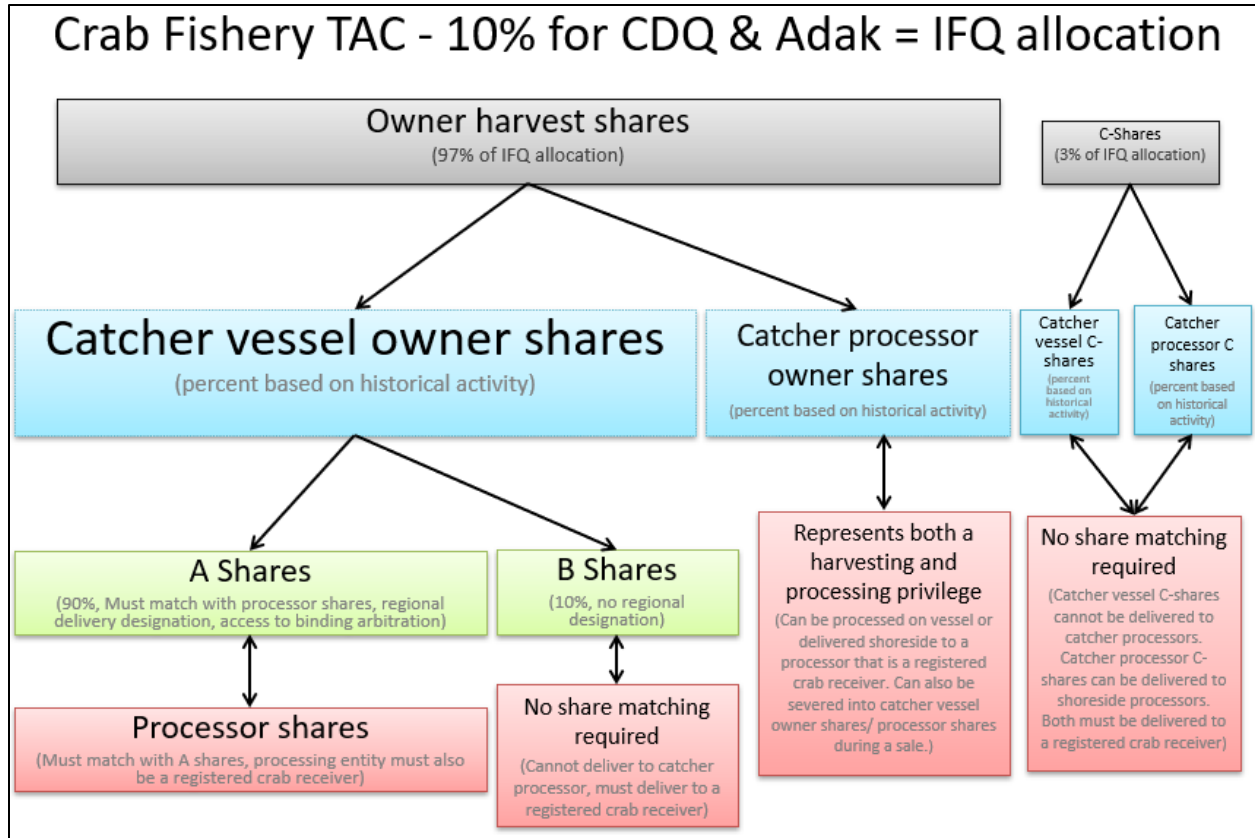 Crab Fishery TAC - 10% for CDQ & Adak = IFQ allocation
Owner harvest shares
(97% of IFQ allocation)
C-Shares
(3% of IFQ allocation)
Catcher vessel owner shares
(percent based on historical activity)
Catcher processor
owner shares
(percent based on historical activity)
Catcher
vessel C-
shares
(percent
based on
historical
activity)
Catcher
processor C
shares
(percent based
on historical
activity)
A Shares
(90%, Must match with processor shares, regional
delivery designation, access to binding arbitration)
B Shares
(10%, no regional
designation)
Represents both a
harvesting and
processing privilege
(Can be processed on vessel or
delivered shoreside to a
processor that is a registered
crab receiver. Can also be
severed into catcher vessel
owner shares/ processor shares
during a sale.)
No share matching
required
(Catcher vessel C-shares
cannot be delivered to
catcher processors.
Catcher processor C-
shares can be delivered to
shoreside processors.
Both must be delivered to
a registered crab receiver)
Processor shares
(Must match with A shares, processing entity must also
be a registered crab receiver)
No share matching
required
(Cannot deliver to catcher
processor, must deliver to a
registered crab receiver)